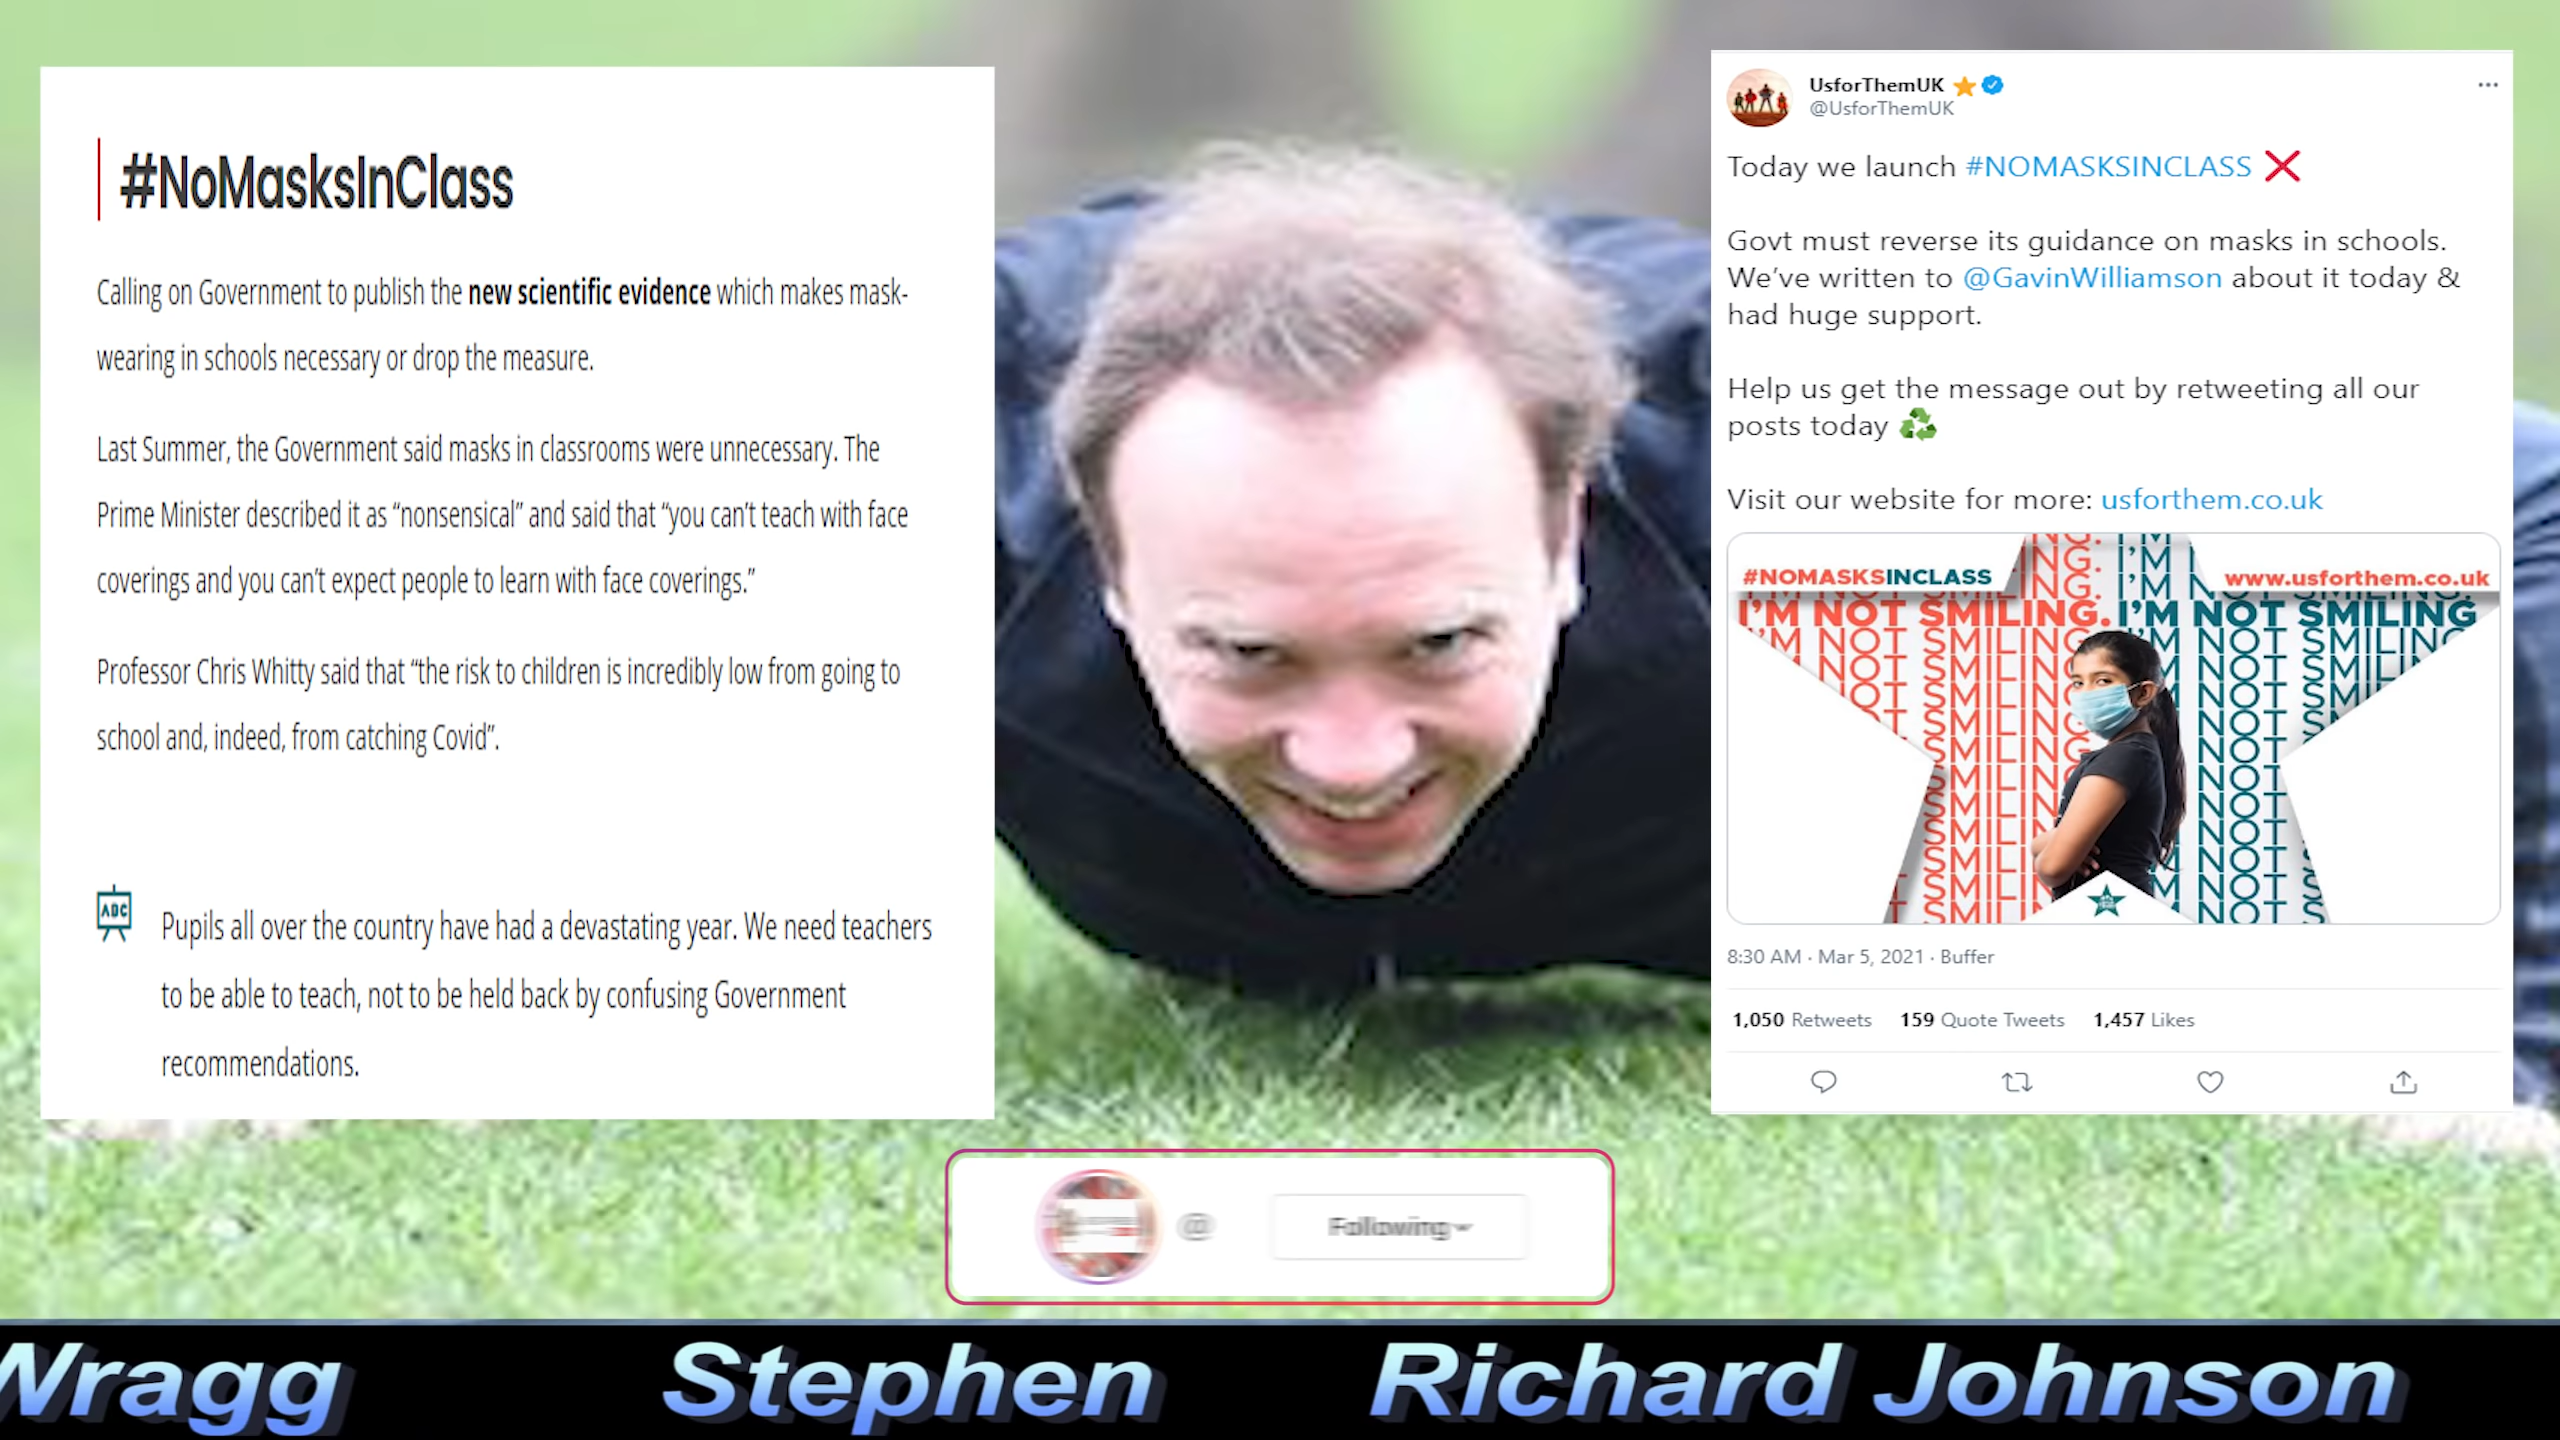 #NoMasksInClass
Calling on Government to publish the new scientific evidence which makes mask-
wearing in schools necessary or drop the measure.
Last Summer, the Government said masks in classrooms were unnecessary. The
Prime Minister described it as “nonsensical” and said that “you can’t teach with face
coverings and you can’t expect people to learn with face coverings.”
Professor Chris Whitty said that “the risk to children is incredibly low from going to
school and, indeed, from catching Covid”.
ABC
Pupils all over the country have had a devastating year. We need teachers
to be able to teach, not to be held back by confusing Government
recommendations.
UsforThemUK
@UsforThemUK
Today we launch #NOMASKSINCLASS ❌
Govt must reverse its guidance on masks in schools.
We’ve written to @GavinWilliamson about it today &
had huge support.
Help us get the message out by retweeting all our
posts today ♻
Visit our website for more: usforthem.co.uk
#NOMASKSINCLASS
www.usforthem.co.uk
I’M NOT SMILING. I’M NOT SMILING
8:30 AM · Mar 5, 2021 · Buffer
1,050 Retweets 159 Quote Tweets 1,457 Likes
@ Following
Wragg Stephen Richard Johnson